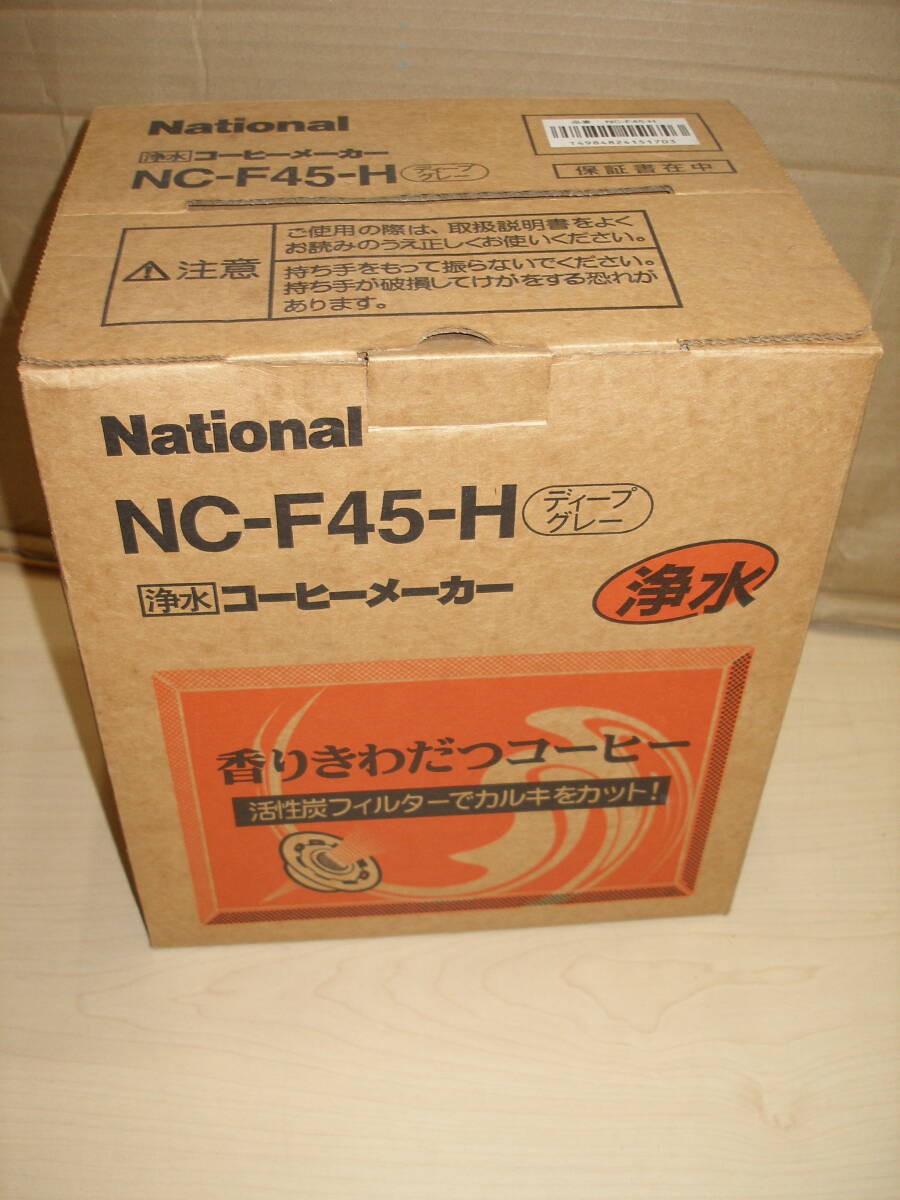 National
浄水 コーヒーメーカー
NC-F45-H ディープ
グレー
品番 NC-F45-H
14984824151703
保証書在中
⚠注意
ご使用の際は、取扱説明書をよく
お読みのうえ正しくお使いください。
持ち手をもって振らないでください。
持ち手が破損してけがをする恐れが
あります。
National
NC-F45-H ディープ
グレー
浄水 コーヒーメーカー
浄水
香りきわだつコーヒー
活性炭フィルターでカルキをカット!